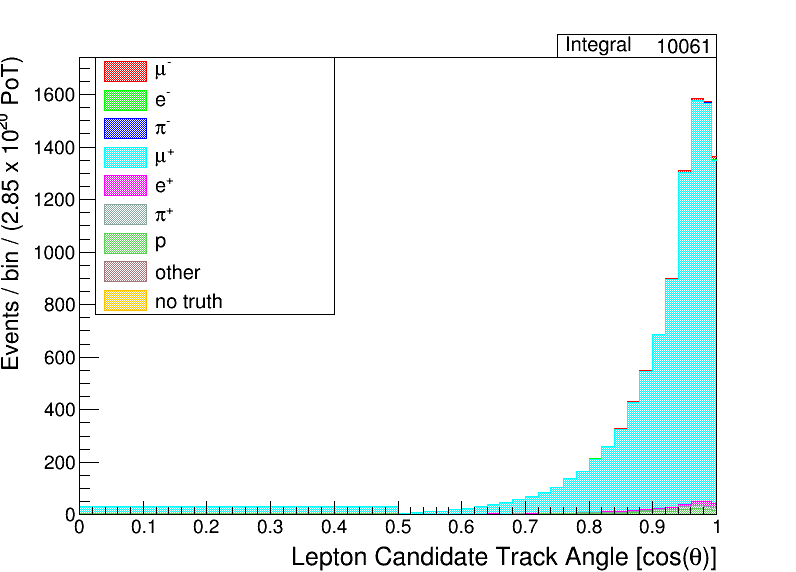 Integral 10061
μ-
e-
π-
μ+
e+
π+
p
other
no truth
Events / bin / (2.85 x 10^20 PoT)
1600
1400
1200
1000
800
600
400
200
0
0 0.1 0.2 0.3 0.4 0.5 0.6 0.7 0.8 0.9 1
Lepton Candidate Track Angle [cos(θ)]